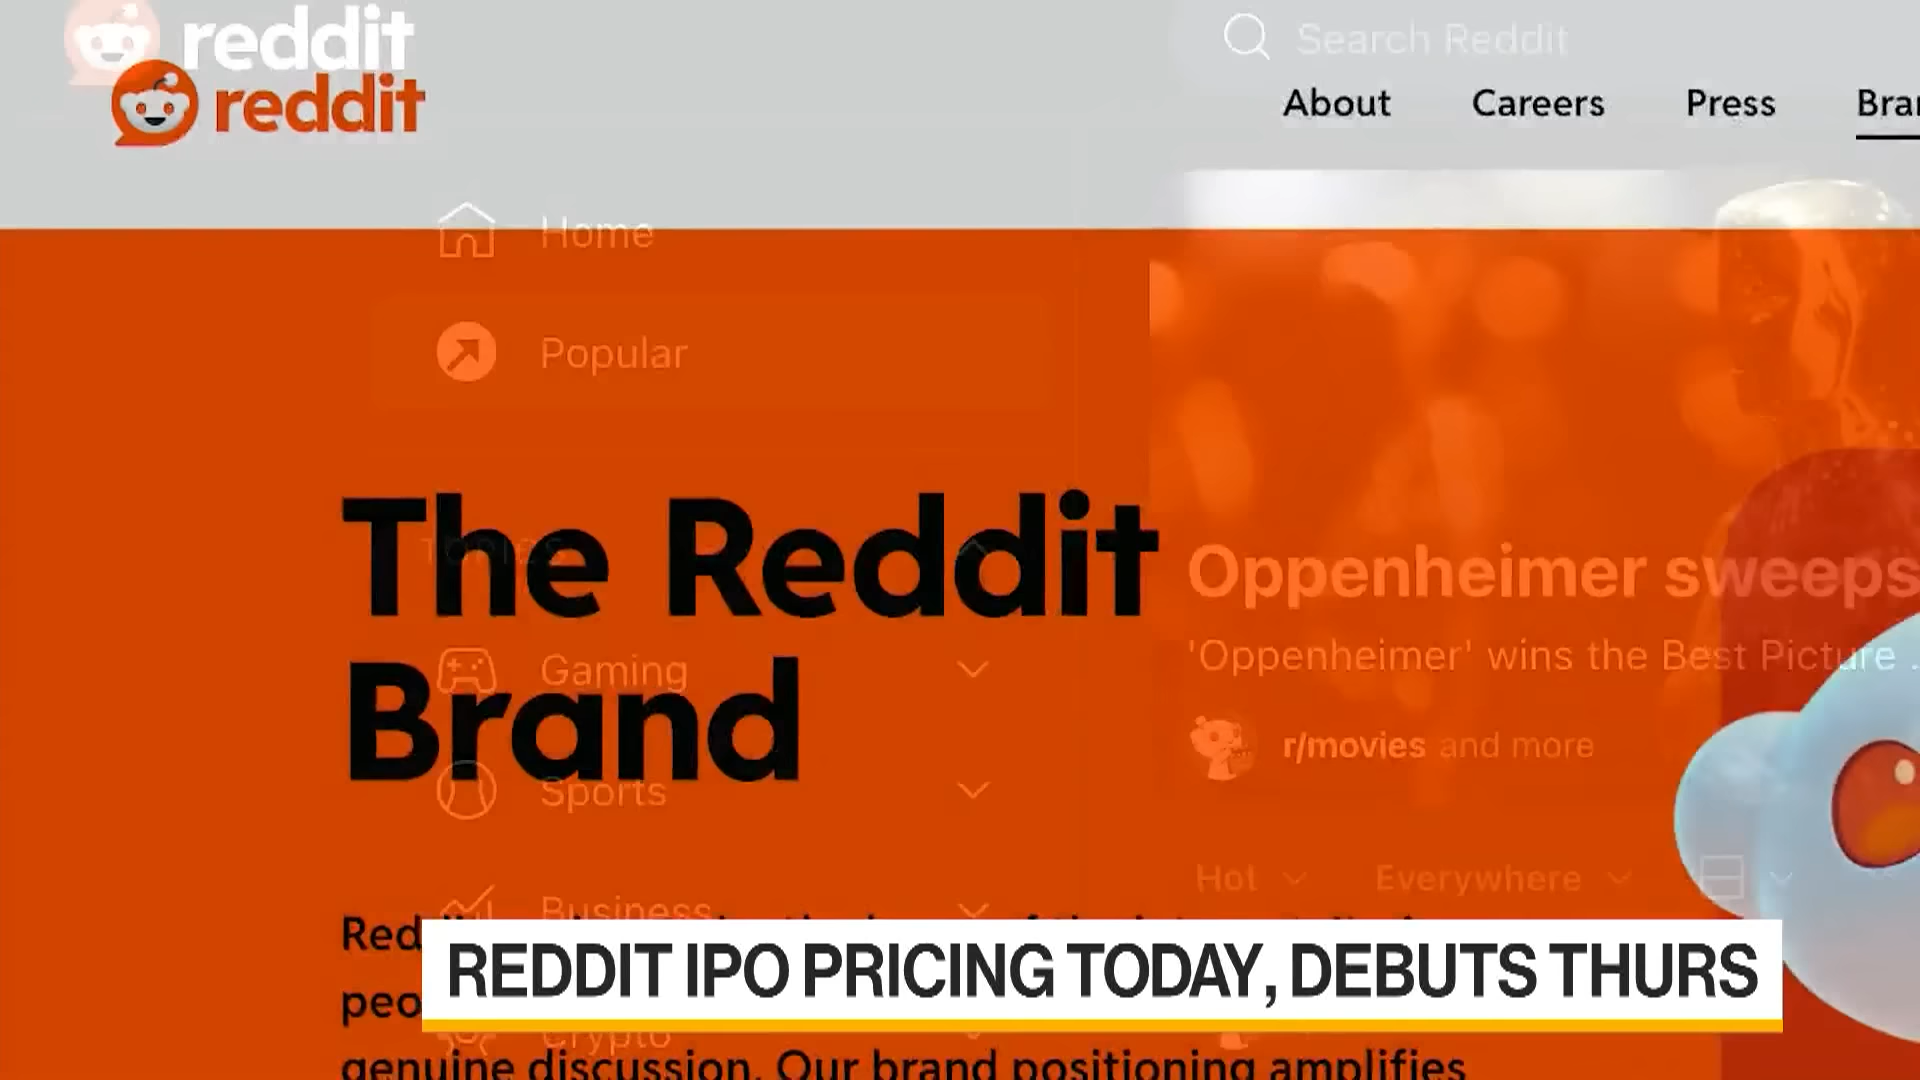 reddit
Search Reddit
reddit
About Careers Press
Home
Popular
The Reddit
Brand
TOPICS
Gaming
Sports
Business
Crypto
Oppenheimer sweeps
'Oppenheimer' wins the Best Picture ...
r/movies and more
Hot Everywhere
genuine discussion. Our brand positioning amplifies
REDDIT IPO PRICING TODAY, DEBUTS THURS